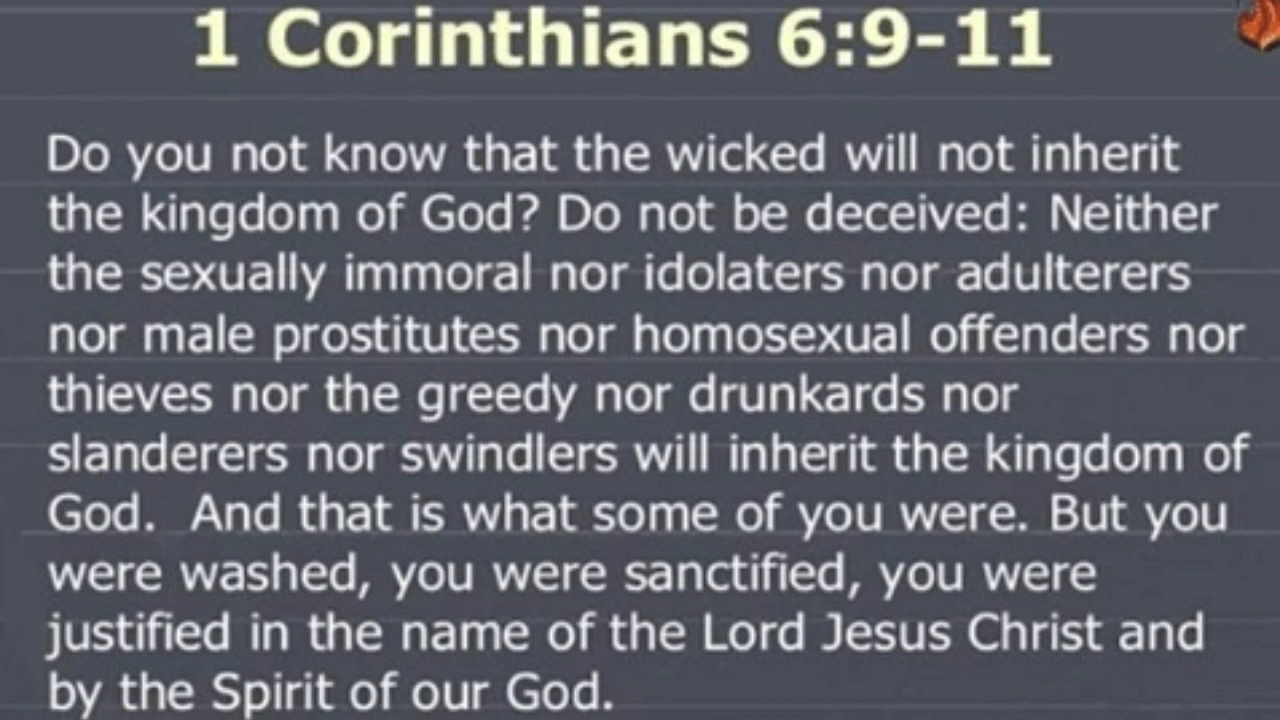 1 Corinthians 6:9-11
Do you not know that the wicked will not inherit
the kingdom of God? Do not be deceived: Neither
the sexually immoral nor idolaters nor adulterers
nor male prostitutes nor homosexual offenders nor
thieves nor the greedy nor drunkards nor
slanderers nor swindlers will inherit the kingdom of
God.  And that is what some of you were. But you
were washed, you were sanctified, you were
justified in the name of the Lord Jesus Christ and
by the Spirit of our God.